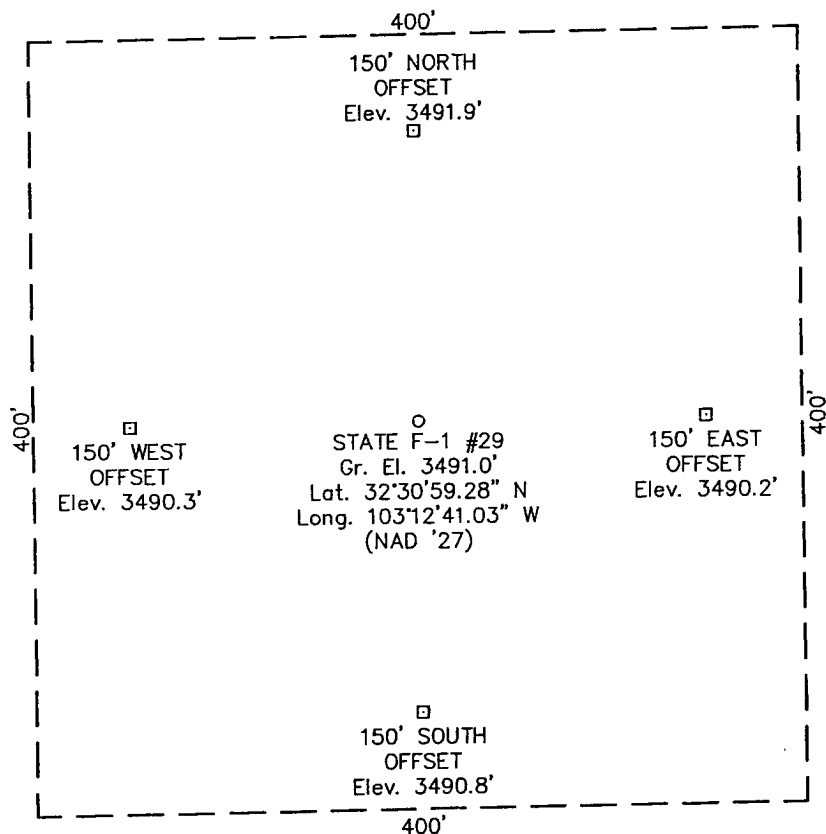 400'
150' NORTH
OFFSET
Elev. 3491.9'
400'
150' WEST
OFFSET
Elev. 3490.3'
STATE F-1 #29
Gr. El. 3491.0'
Lat. 32°30'59.28" N
Long. 103°12'41.03" W
(NAD '27)
150' EAST
OFFSET
Elev. 3490.2'
400'
150' SOUTH
OFFSET
Elev. 3490.8'
400'